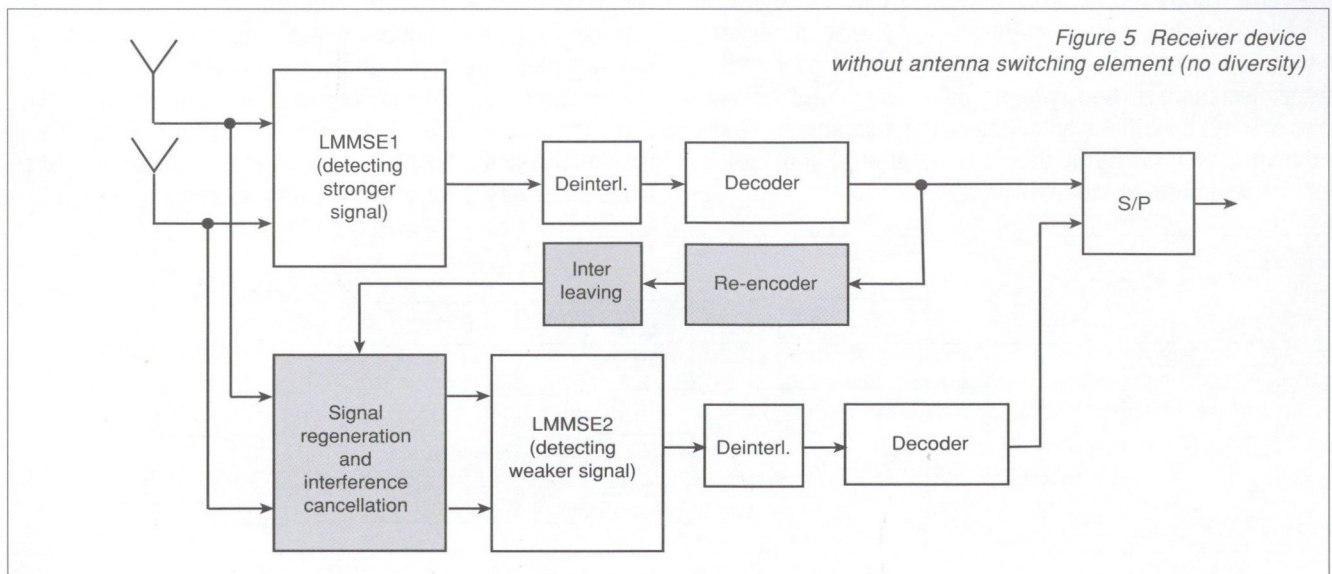 Figure 5 Receiver device
without antenna switching element (no diversity)
LMMSE1
(detecting
stronger
signal)
Deinterl.
Decoder
S/P
Inter
leaving
Re-encoder
Signal
regeneration
and
interference
cancellation
LMMSE2
(detecting
weaker signal)
Deinterl.
Decoder